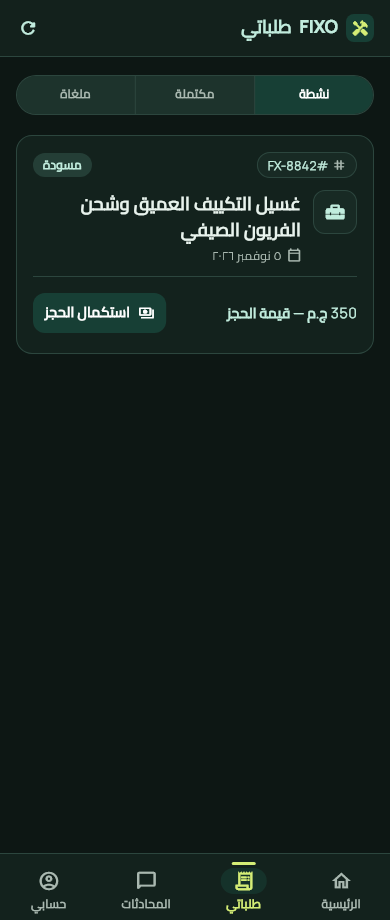 FIXO طلباتي
نشطة
مكتملة
ملغاة
# FX-8842#
مسودة
غسيل التكييف العميق وشحن
الفريون الصيفي
٥ نوفمبر ٢٠٢٦
350 ج.م – قيمة الحجز
استكمال الحجز
الرئيسية
طلباتي
المحادثات
حسابي